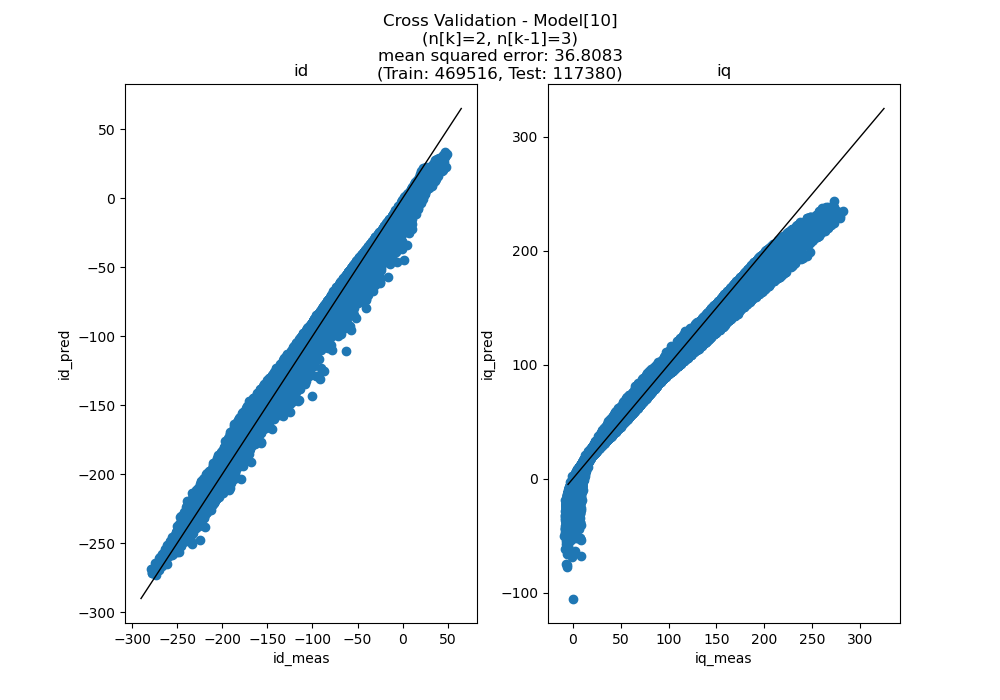 Cross Validation - Model[10]
(n[k]=2, n[k-1]=3)
mean squared error: 36.8083
(Train: 469516, Test: 117380)
id
iq
50
0
−50
−100
−150
−200
−250
−300
id_pred
−300
−250
−200
−150
−100
−50
0
50
id_meas
300
200
100
0
−100
iq_pred
0
50
100
150
200
250
300
iq_meas